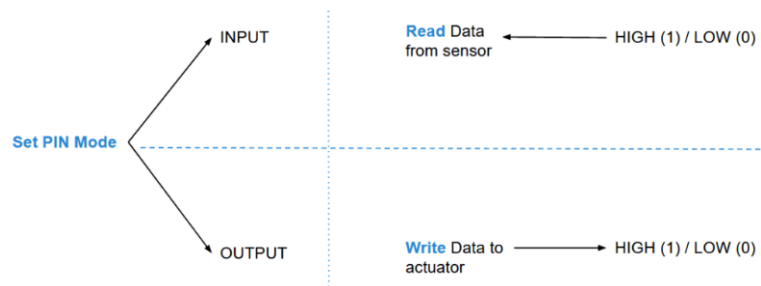 INPUT
Read Data
from sensor
HIGH (1) / LOW (0)
Set PIN Mode
OUTPUT
Write Data to
actuator
HIGH (1) / LOW (0)